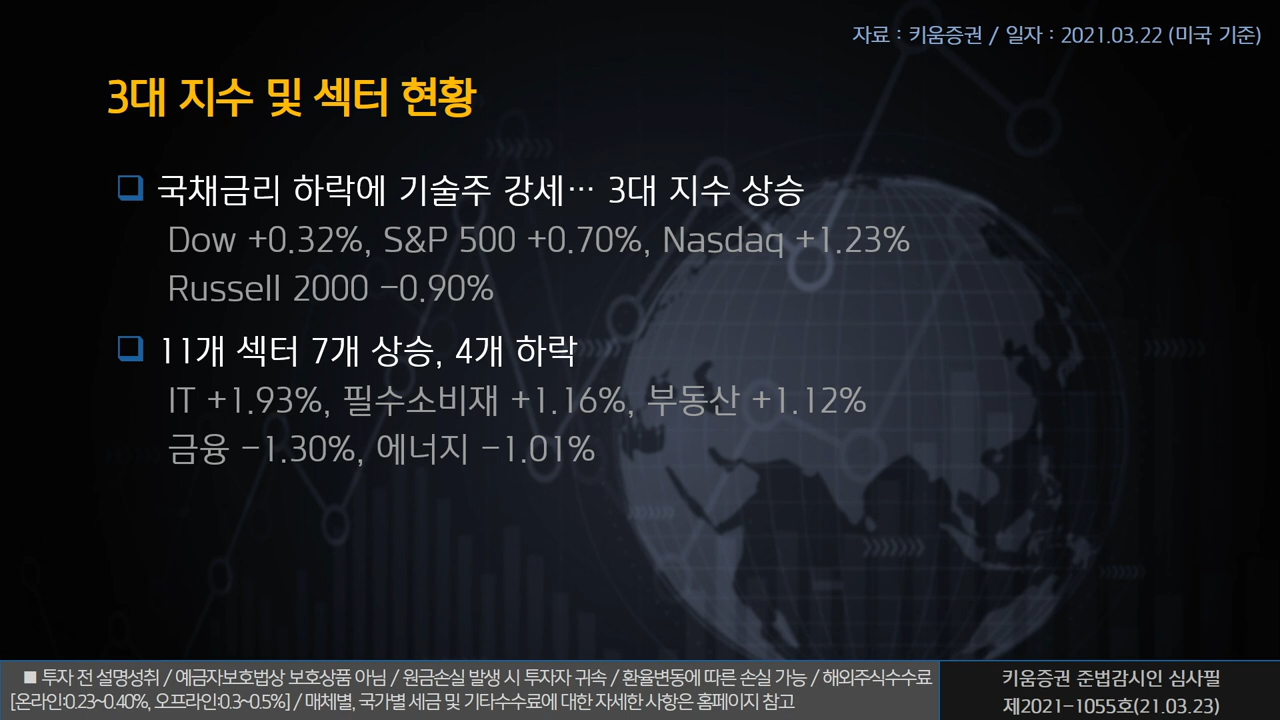 자료 : 키움증권 / 일자 : 2021.03.22 (미국 기준)
3대 지수 및 섹터 현황
국채금리 하락에 기술주 강세… 3대 지수 상승
Dow +0.32%, S&P 500 +0.70%, Nasdaq +1.23%
Russell 2000 -0.90%
11개 섹터 7개 상승, 4개 하락
IT +1.93%, 필수소비재 +1.16%, 부동산 +1.12%
금융 -1.30%, 에너지 -1.01%
■ 투자 전 설명성취 / 예금자보호법상 보호상품 아님 / 원금손실 발생 시 투자자 귀속 / 환율변동에 따른 손실 가능 / 해외주식수수료
[온라인:0.23~0.40%, 오프라인:0.3~0.5%] / 매체별, 국가별 세금 및 기타수수료에 대한 자세한 사항은 홈페이지 참고
키움증권 준법감시인 심사필
제2021-1055호(21.03.23)